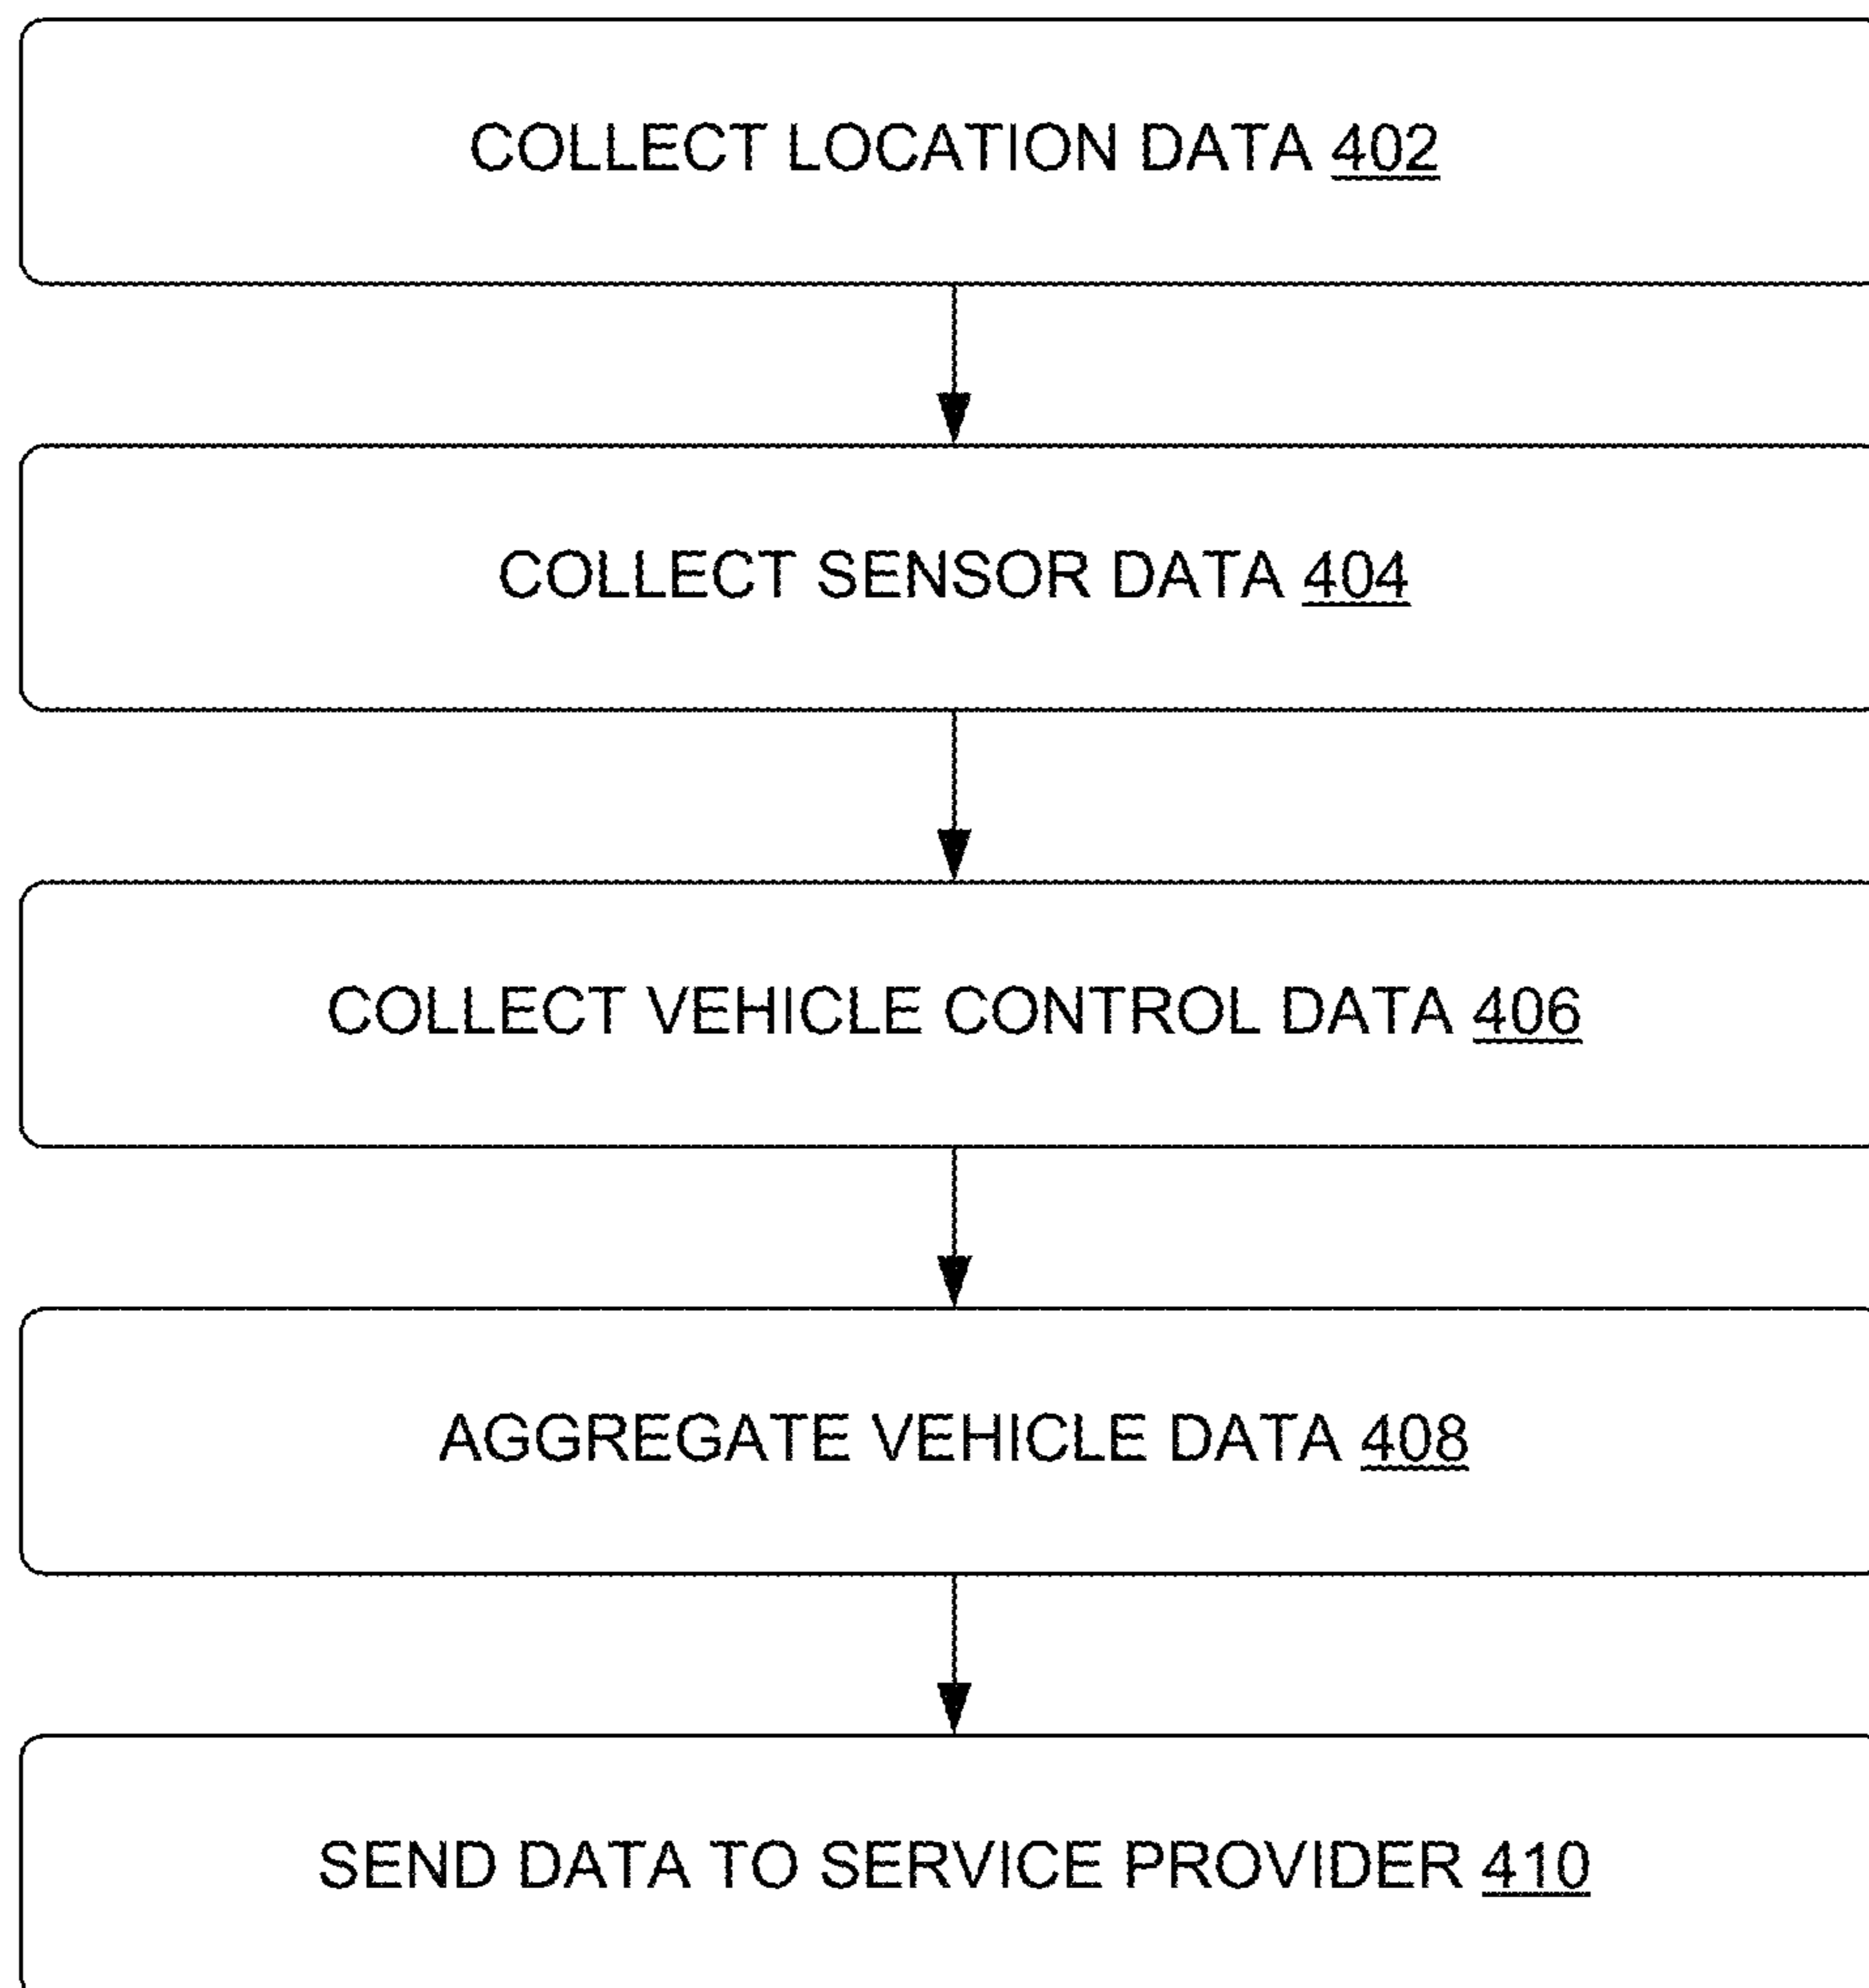 COLLECT LOCATION DATA 402
COLLECT SENSOR DATA 404
COLLECT VEHICLE CONTROL DATA 406
AGGREGATE VEHICLE DATA 408
SEND DATA TO SERVICE PROVIDER 410